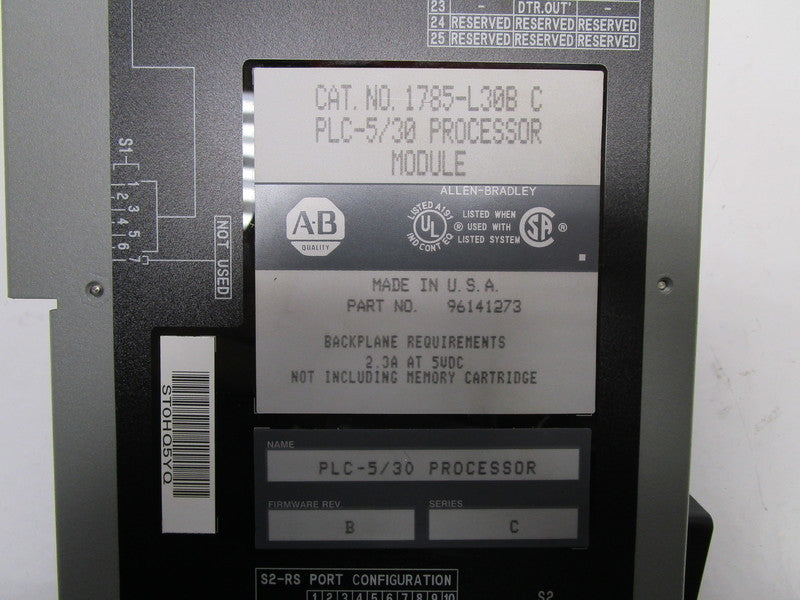 23 - DTR.OUT' -
24 RESERVED RESERVED RESERVED
25 RESERVED RESERVED RESERVED
CAT. NO. 1785-L30B C
PLC-5/30 PROCESSOR
MODULE
ALLEN-BRADLEY
A-B
QUALITY
LISTED A191
UL
IND CONT EQ
®
LISTED WHEN
USED WITH
LISTED SYSTEM
SA
®
MADE IN U.S.A.
PART NO. 96141273
BACKPLANE REQUIREMENTS
2.3A AT 5VDC
NOT INCLUDING MEMORY CARTRIDGE
S1
1
2
3
4
5
6
7
NOT USED
ST0HQ5YQ
NAME
PLC-5/30 PROCESSOR
FIRMWARE REV.
B
SERIES
C
S2-RS PORT CONFIGURATION
1 2 3 4 5 6 7 8 9 10
S2